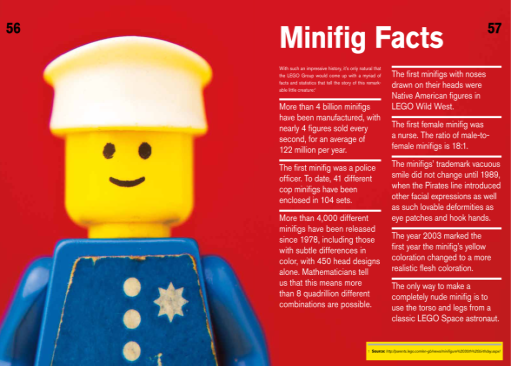 56
57
Minifig Facts
With such an impressive history, it's only natural that
the LEGO Group would come up with a myriad of
facts and statistics that tell the story of this remark-
able little creature:¹
More than 4 billion minifigs
have been manufactured, with
nearly 4 figures sold every
second, for an average of
122 million per year.
The first minifig was a police
officer. To date, 41 different
cop minifigs have been
enclosed in 104 sets.
More than 4,000 different
minifigs have been released
since 1978, including those
with subtle differences in
color, with 450 head designs
alone. Mathematicians tell
us that this means more
than 8 quadrillion different
combinations are possible.
The first minifigs with noses
drawn on their heads were
Native American figures in
LEGO Wild West.
The first female minifig was
a nurse. The ratio of male-to-
female minifigs is 18:1.
The minifigs' trademark vacuous
smile did not change until 1989,
when the Pirates line introduced
other facial expressions as well
as such lovable deformities as
eye patches and hook hands.
The year 2003 marked the
first year the minifig's yellow
coloration changed to a more
realistic flesh coloration.
The only way to make a
completely nude minifig is to
use the torso and legs from a
classic LEGO Space astronaut.
Source: